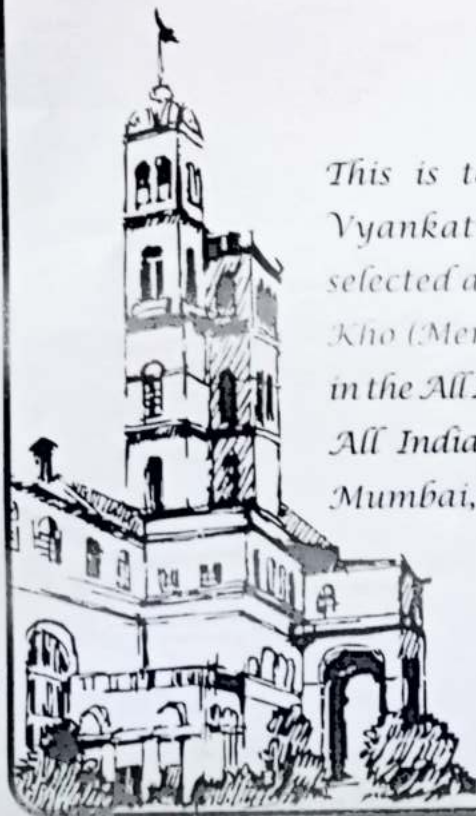 This is t
Vyankat
selected a
Kho (Me
in the All
All India
Mumbai,